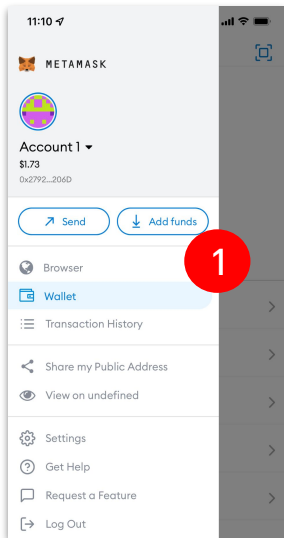 11:10
METAMASK
Account 1
$1.73
0x2792...206D
Send
Add funds
1
Browser
Wallet
Transaction History
Share my Public Address
View on undefined
Settings
Get Help
Request a Feature
Log Out